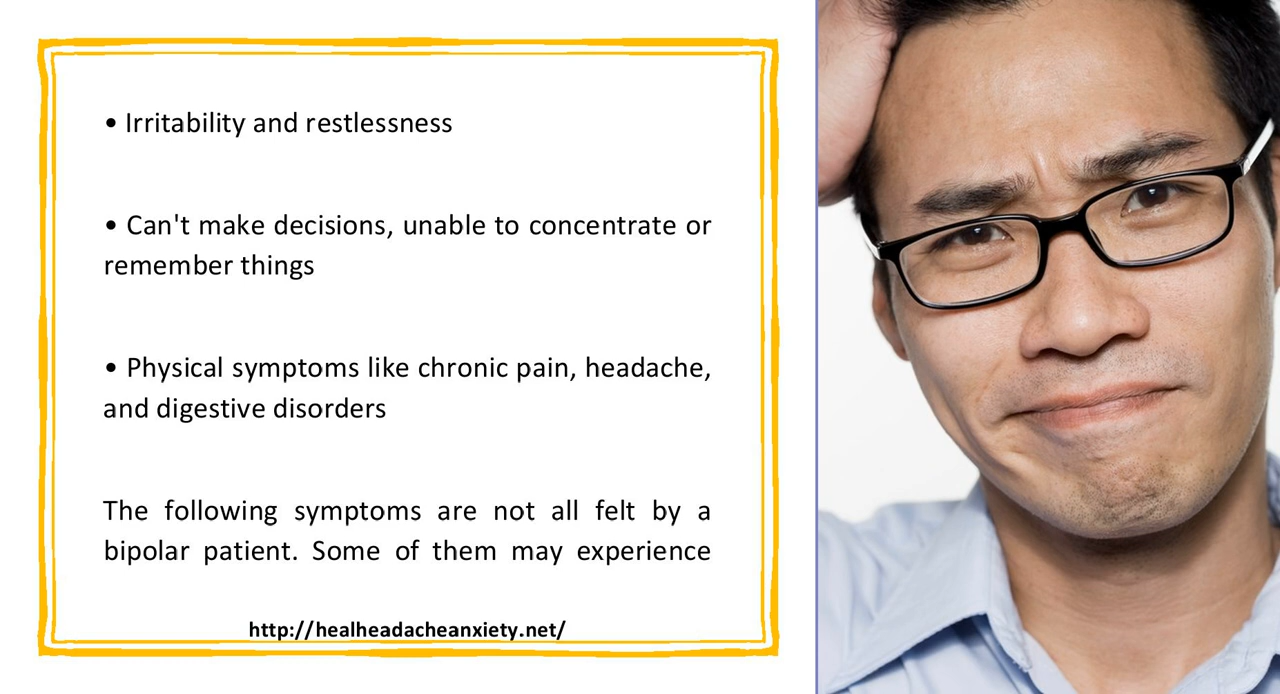 • Irritability and restlessness
• Can't make decisions, unable to concentrate or
remember things
• Physical symptoms like chronic pain, headache,
and digestive disorders
The following symptoms are not all felt by a
bipolar patient. Some of them may experience
http://healheadacheanxiety.net/